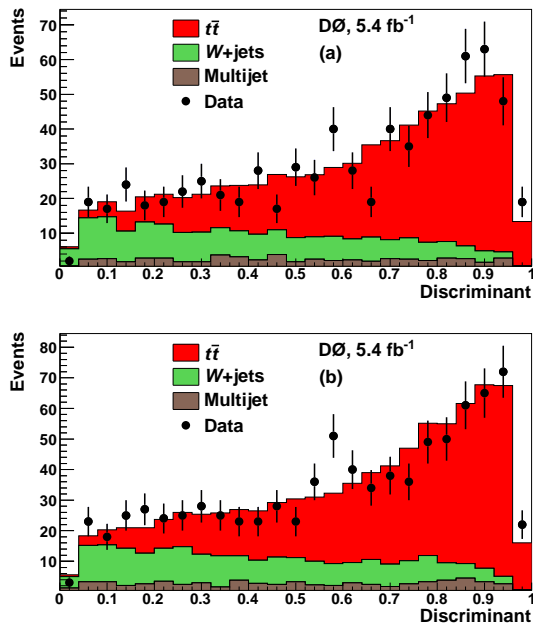 Events
70
60
50
40
30
20
10
tt̄
W+jets
Multijet
Data
DØ, 5.4 fb⁻¹
(a)
0 0.1 0.2 0.3 0.4 0.5 0.6 0.7 0.8 0.9 1
Discriminant
Events
80
70
60
50
40
30
20
10
tt̄
W+jets
Multijet
Data
DØ, 5.4 fb⁻¹
(b)
0 0.1 0.2 0.3 0.4 0.5 0.6 0.7 0.8 0.9 1
Discriminant